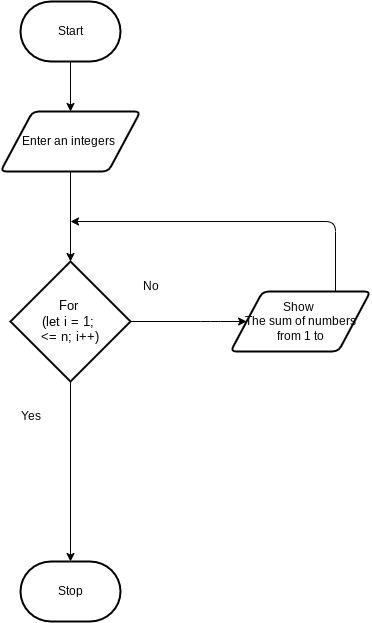 Start
Enter an integers
No
For
(let i = 1;
<= n; i++)
Show
The sum of numbers
from 1 to
Yes
Stop